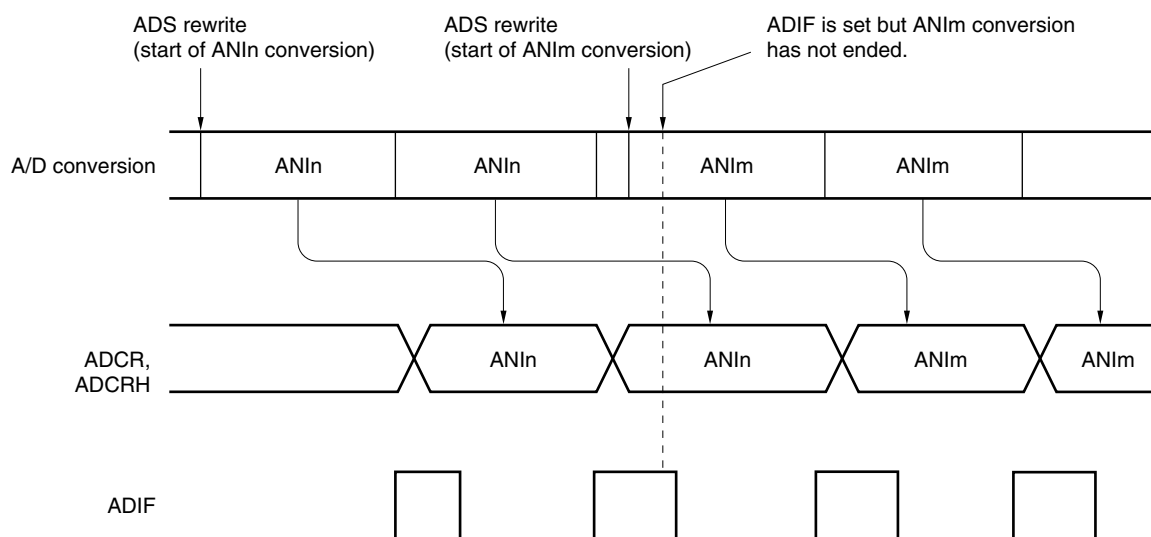 ADS rewrite
(start of ANIn conversion)
ADS rewrite
(start of ANIm conversion)
ADIF is set but ANIm conversion
has not ended.
A/D conversion
ANIn
ANIn
ANIm
ANIm
ADCR,
ADCRH
ANIn
ANIn
ANIm
ANIm
ADIF